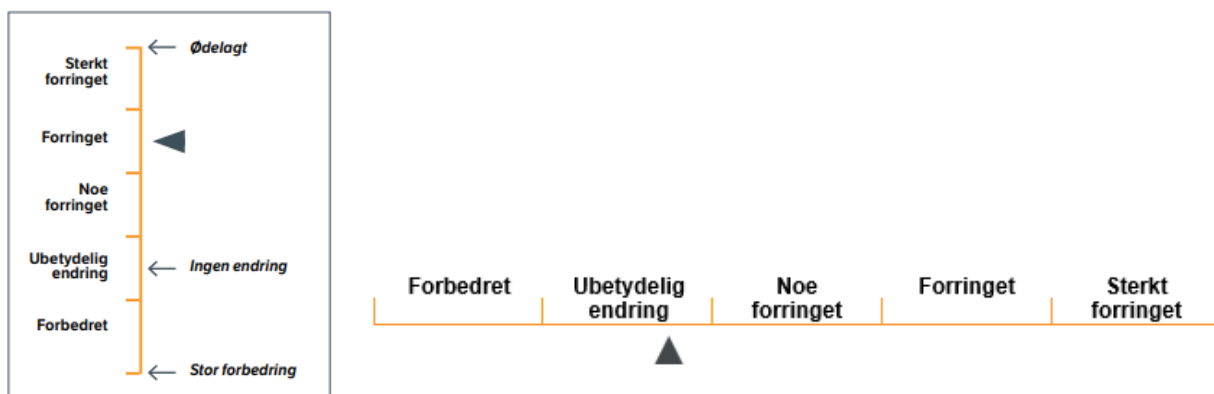 Ødelagt
Sterkt
forringet
Forringet
Noe
forringet
Ubetydelig
endring
Ingen endring
Forbedret
Stor forbedring
Forbedret
Ubetydelig
endring
Noe
forringet
Forringet
Sterkt
forringet